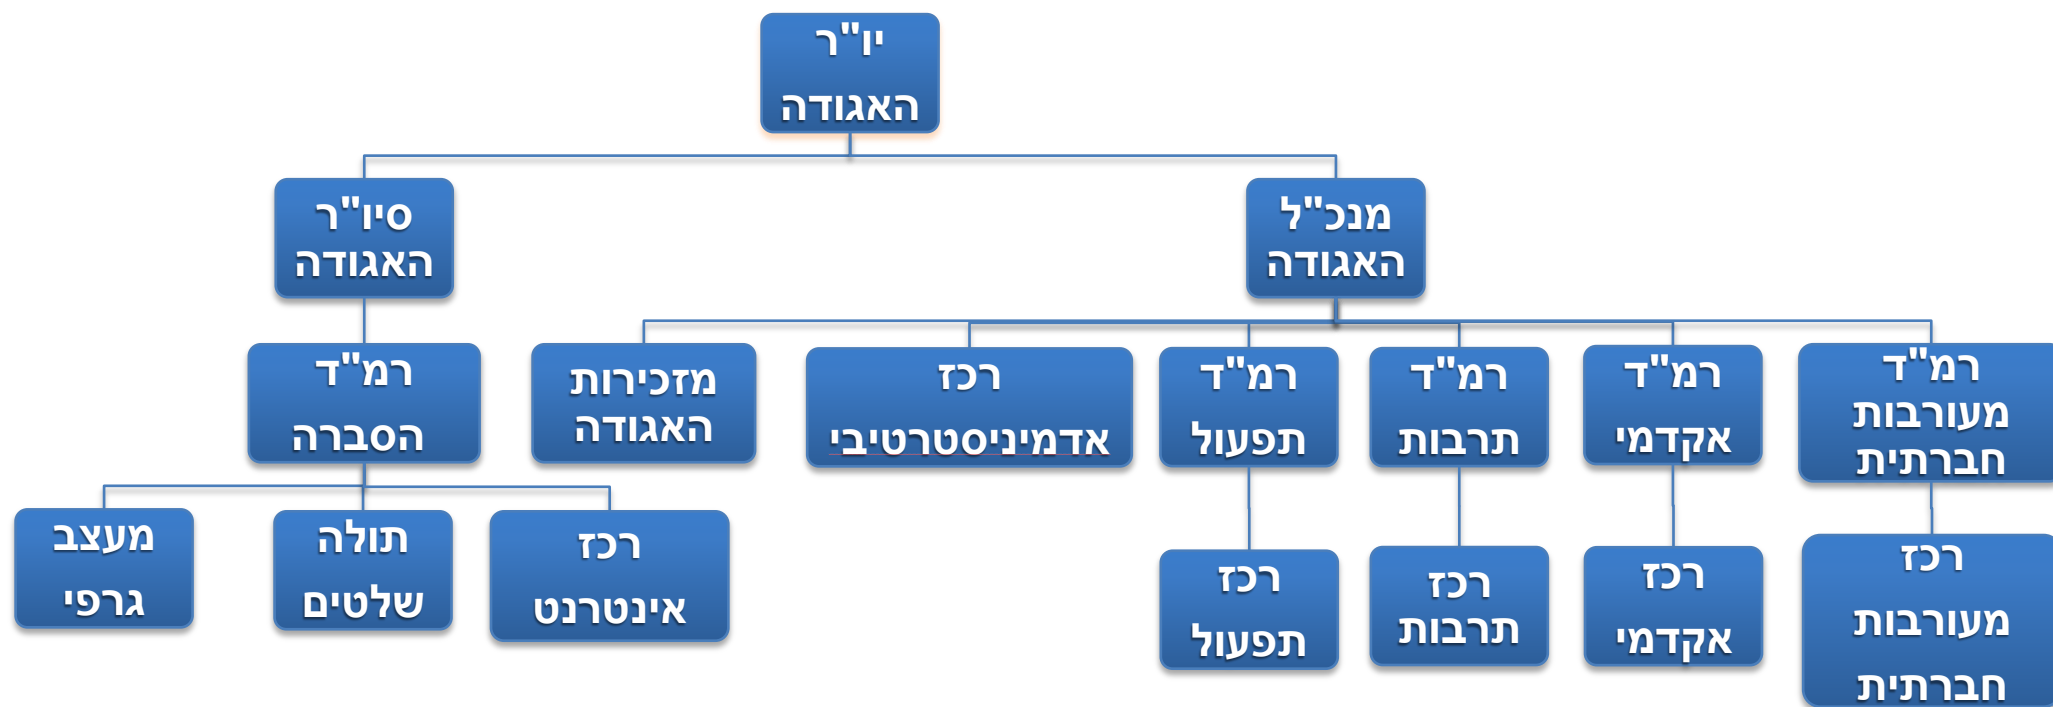 יו"ר
האגודה
מנכ"ל
האגודה
סיו"ר
האגודה
רמ"ד
מעורבות
חברתית
רמ"ד
אקדמי
רמ"ד
תרבות
רמ"ד
תפעול
רכז
אדמיניסטרטיבי
מזכירות
האגודה
רמ"ד
הסברה
רכז
מעורבות
חברתית
רכז
אקדמי
רכז
תרבות
רכז
תפעול
רכז
אינטרנט
תולה
שלטים
מעצב
גרפי